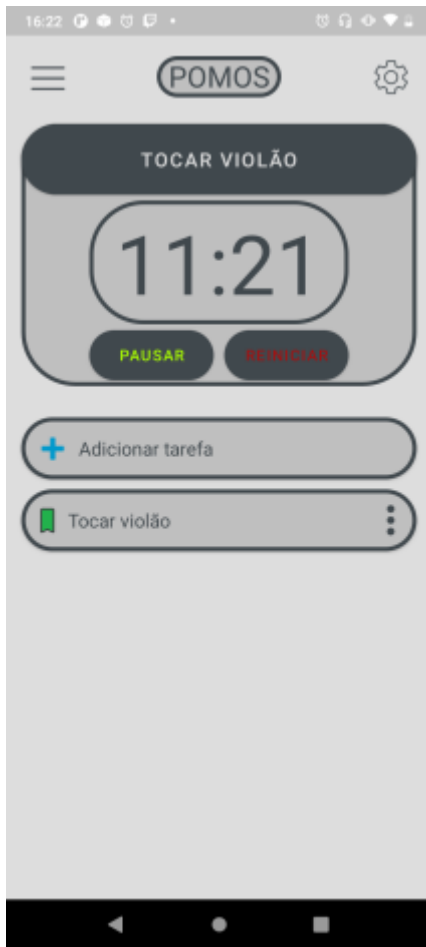 16:22
POMOS
TOCAR VIOLÃO
11:21
PAUSAR REINICIAR
Adicionar tarefa
Tocar violão